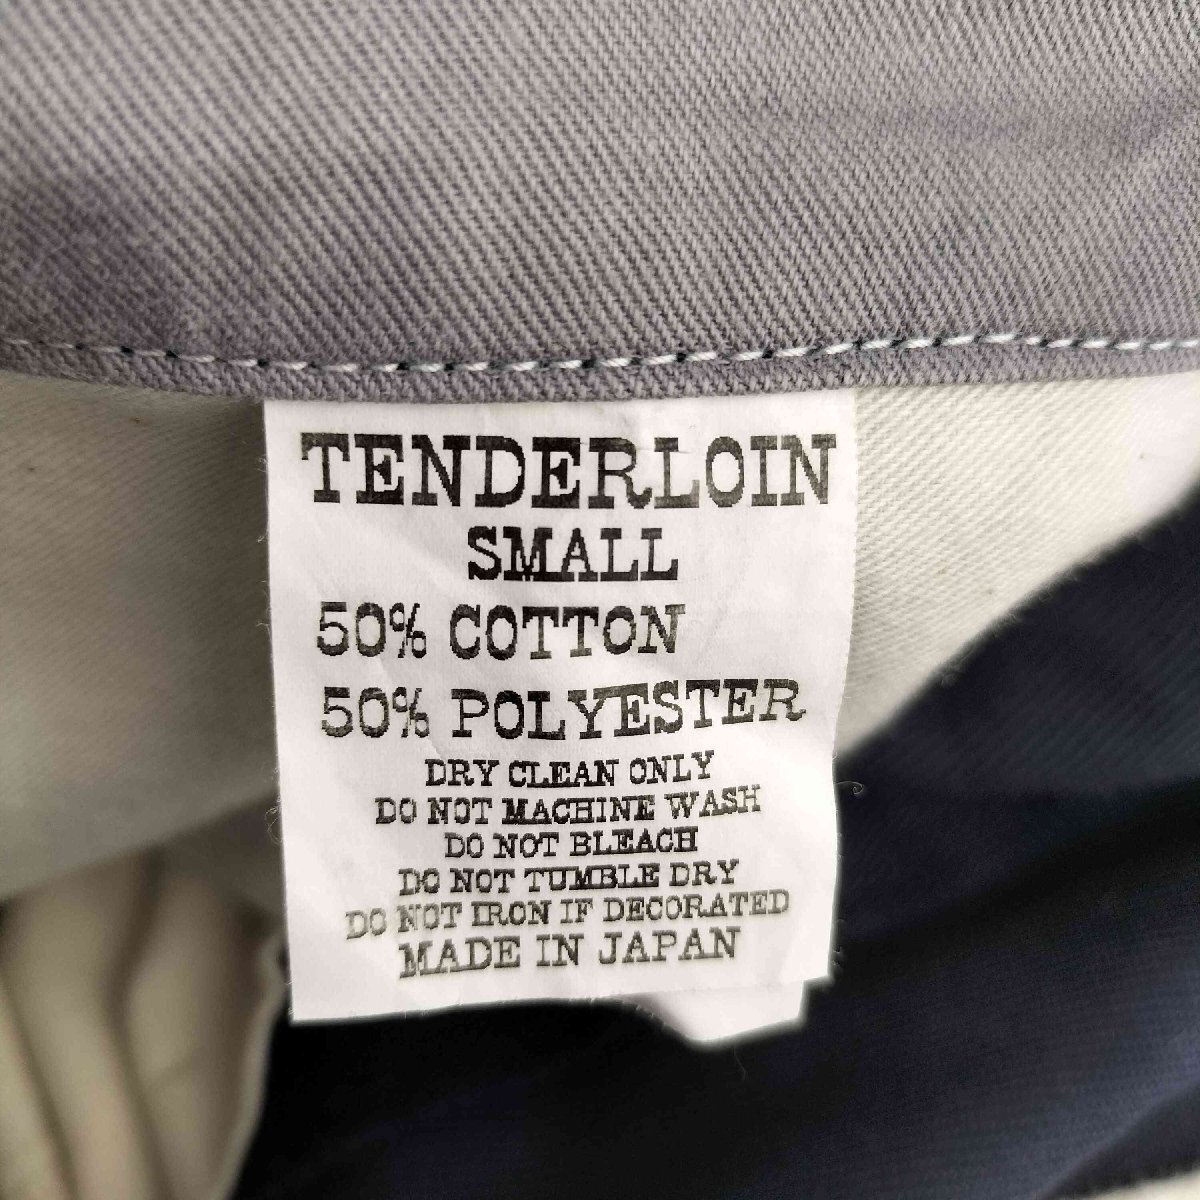 TENDERLOIN
SMALL
50% COTTON
50% POLYESTER
DRY CLEAN ONLY
DO NOT MACHINE WASH
DO NOT BLEACH
DO NOT TUMBLE DRY
DO NOT IRON IF DECORATED
MADE IN JAPAN